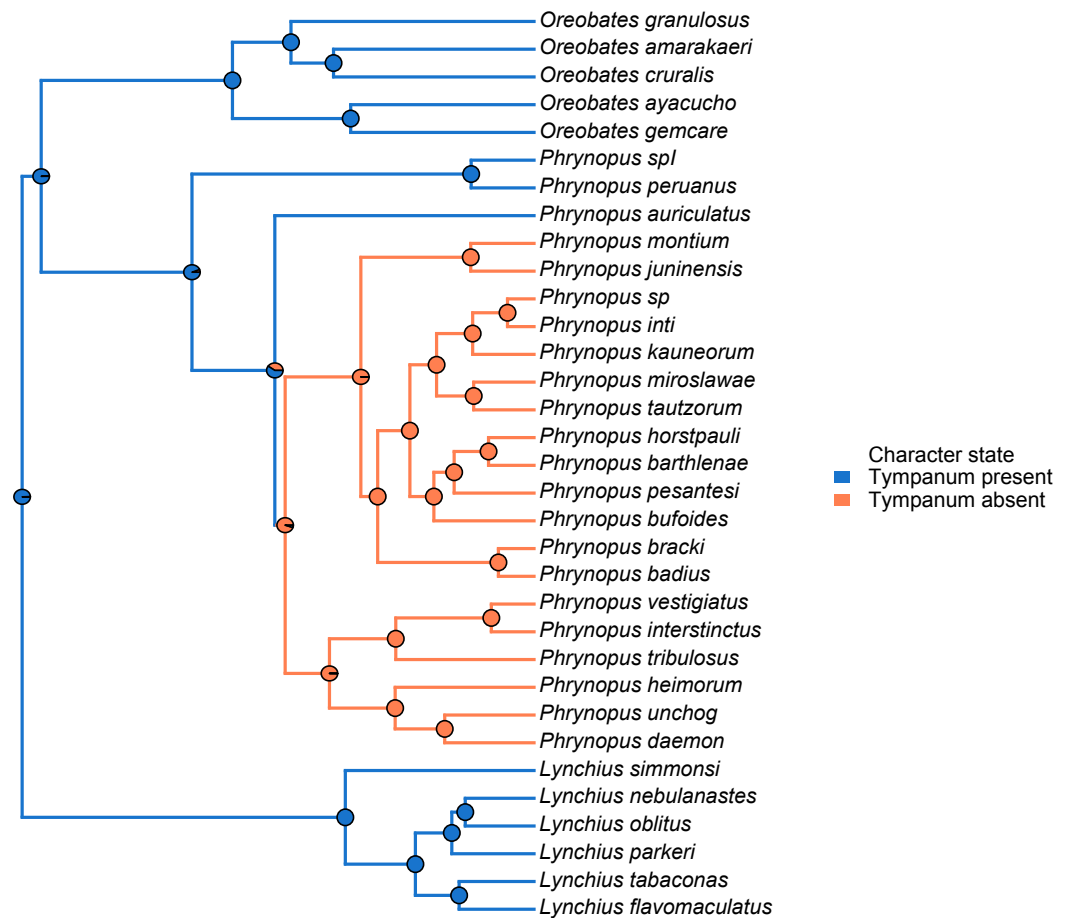 Oreobates granulosus
Oreobates amarakaeri
Oreobates cruralis
Oreobates ayacucho
Oreobates gemcare
Phrynopus spI
Phrynopus peruanus
Phrynopus auriculatus
Phrynopus montium
Phrynopus juninensis
Phrynopus sp
Phrynopus inti
Phrynopus kauneorum
Phrynopus miroslawae
Phrynopus tautzorum
Phrynopus horstpauli
Phrynopus barthlenae
Phrynopus pesantesi
Phrynopus bufoides
Phrynopus bracki
Phrynopus badius
Phrynopus vestigiatus
Phrynopus interstinctus
Phrynopus tribulosus
Phrynopus heimorum
Phrynopus unchog
Phrynopus daemon
Lynchius simmonsi
Lynchius nebulanastes
Lynchius oblitus
Lynchius parkeri
Lynchius tabaconas
Lynchius flavomaculatus
Character state
Tympanum present
Tympanum absent